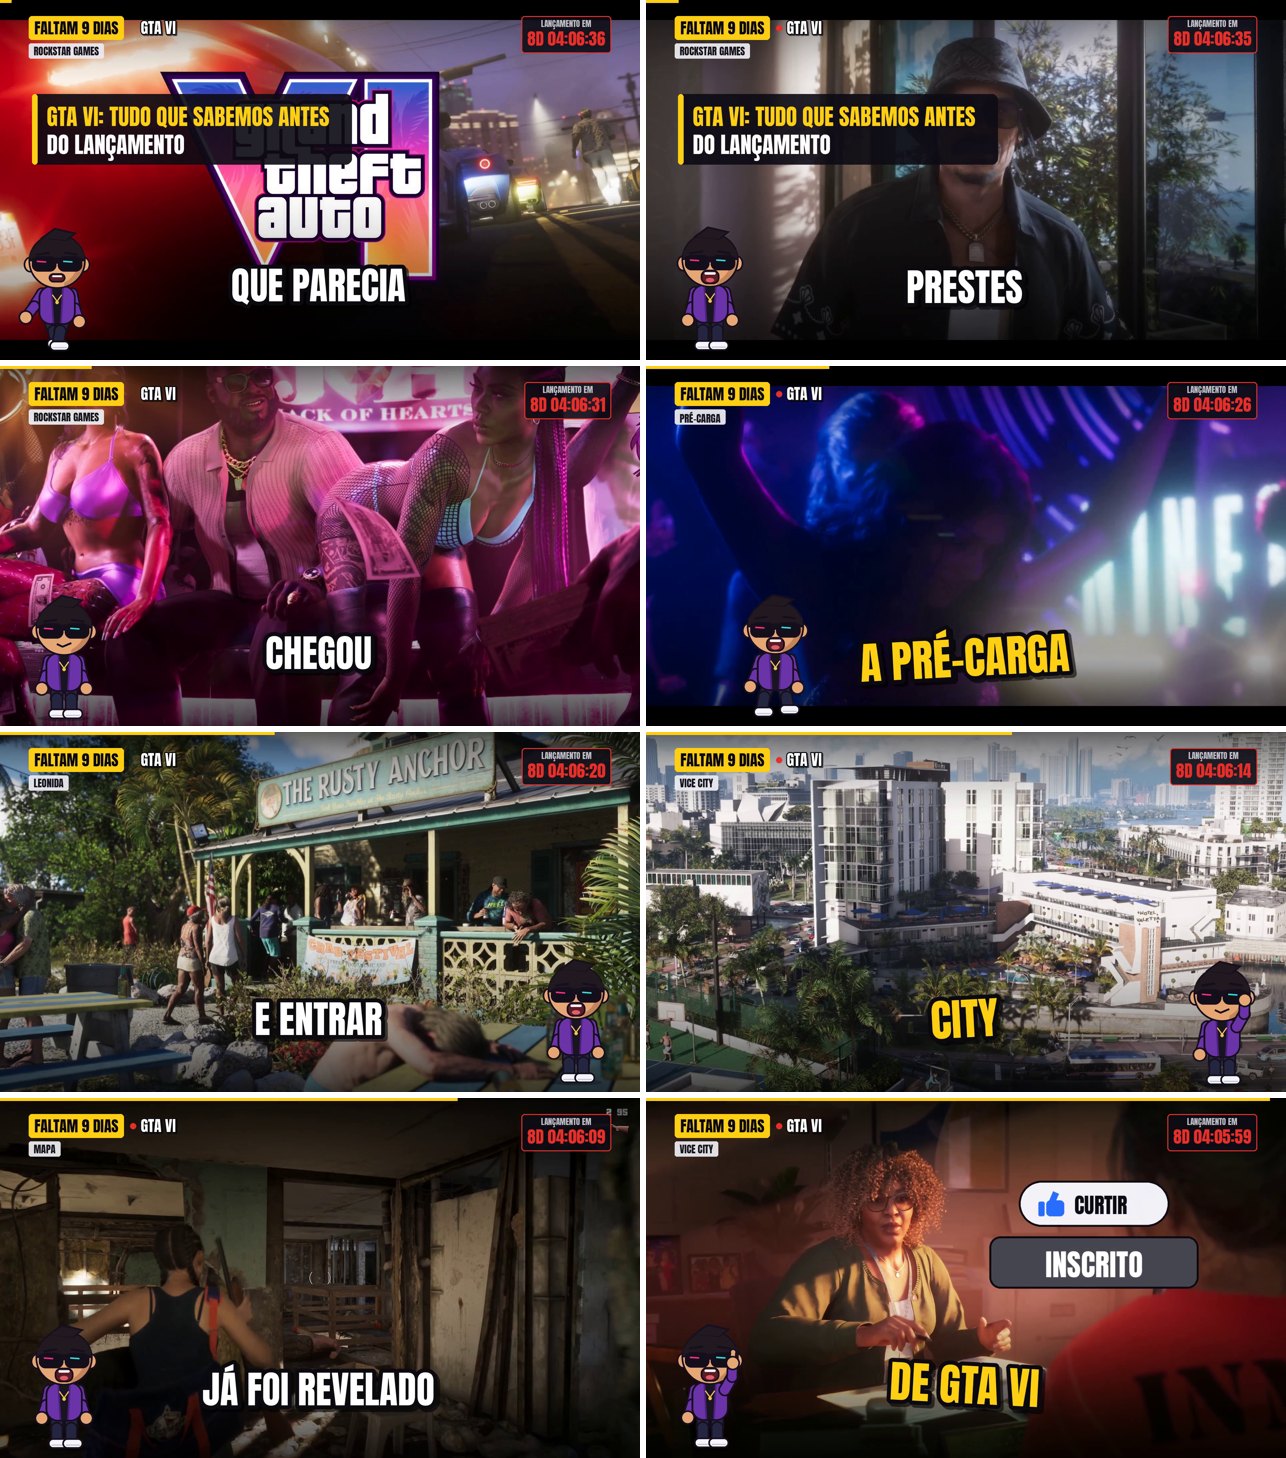 FALTAM 9 DIAS
GTA VI
ROCKSTAR GAMES
LANÇAMENTO EM
8D 04:06:36
GTA VI: TUDO QUE SABEMOS ANTES
DO LANÇAMENTO
grand
theft
auto
VI
QUE PARECIA
FALTAM 9 DIAS
GTA VI
ROCKSTAR GAMES
LANÇAMENTO EM
8D 04:06:35
GTA VI: TUDO QUE SABEMOS ANTES
DO LANÇAMENTO
PRESTES
FALTAM 9 DIAS
GTA VI
ROCKSTAR GAMES
LANÇAMENTO EM
8D 04:06:31
JACK OF HEARTS
CHEGOU
FALTAM 9 DIAS
GTA VI
PRÉ-CARGA
LANÇAMENTO EM
8D 04:06:26
A PRÉ-CARGA
FALTAM 9 DIAS
GTA VI
LEONIDA
LANÇAMENTO EM
8D 04:06:20
THE RUSTY ANCHOR
E ENTRAR
FALTAM 9 DIAS
GTA VI
VICE CITY
LANÇAMENTO EM
8D 04:06:14
CITY
FALTAM 9 DIAS
GTA VI
MAPA
LANÇAMENTO EM
8D 04:06:09
JÁ FOI REVELADO
FALTAM 9 DIAS
GTA VI
VICE CITY
LANÇAMENTO EM
8D 04:05:59
CURTIR
INSCRITO
DE GTA VI